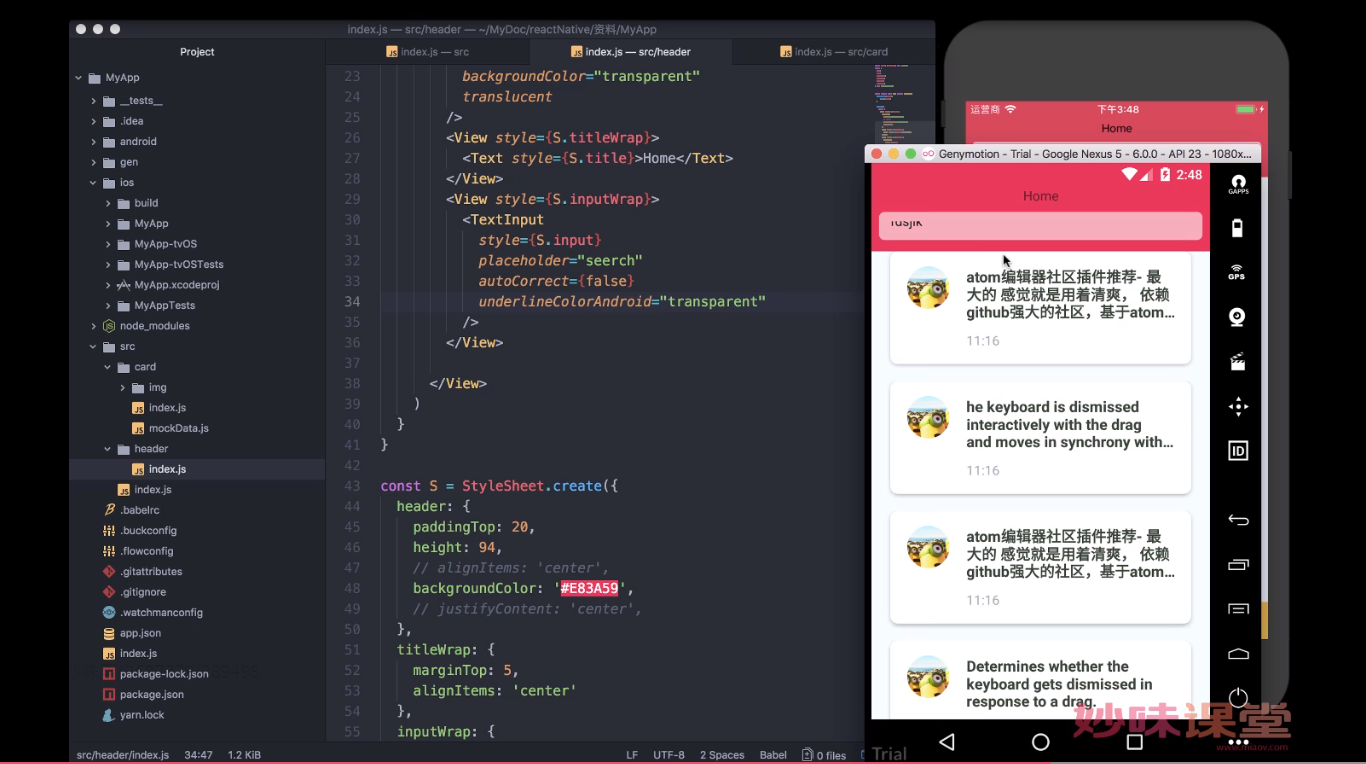 index.js — src/header — ~/MyDoc/reactNative/资料/MyApp
Project
index.js — src
index.js — src/header
index.js — src/card
MyApp
__tests__
.idea
android
gen
ios
build
MyApp
MyApp-tvOS
MyApp-tvOSTests
MyApp.xcodeproj
MyAppTests
node_modules
src
card
img
index.js
mockData.js
header
index.js
index.js
.babelrc
.buckconfig
.flowconfig
.gitattributes
.gitignore
.watchmanconfig
app.json
index.js
package-lock.json
package.json
yarn.lock
23 backgroundColor="transparent"
24 translucent
25 />
26 <View style={S.titleWrap}>
27 <Text style={S.title}>Home</Text>
28 </View>
29 <View style={S.inputWrap}>
30 <TextInput
31 style={S.input}
32 placeholder="seerch"
33 autoCorrect={false}
34 underlineColorAndroid="transparent"
35 />
36 </View>
37
38 </View>
39 )
40 }
41 }
42
43 const S = StyleSheet.create({
44 header: {
45 paddingTop: 20,
46 height: 94,
47 // alignItems: 'center',
48 backgroundColor: '#E83A59',
49 // justifyContent: 'center',
50 },
51 titleWrap: {
52 marginTop: 5,
53 alignItems: 'center'
54 },
55 inputWrap: {
src/header/index.js 34:47 1.2 KiB
LF UTF-8 2 Spaces Babel 0 files
运营商 下午3:48
Home
Genymotion - Trial - Google Nexus 5 - 6.0.0 - API 23 - 1080x...
2:48
Home
atom编辑器社区插件推荐- 最
大的 感觉就是用着清爽， 依赖
github强大的社区，基于atom...
11:16
he keyboard is dismissed
interactively with the drag
and moves in synchrony with...
11:16
atom编辑器社区插件推荐- 最
大的 感觉就是用着清爽， 依赖
github强大的社区，基于atom...
11:16
Determines whether the
keyboard gets dismissed in
response to a drag.
GAPPS
GPS
ID
Trial
妙味课堂
www.miaov.com